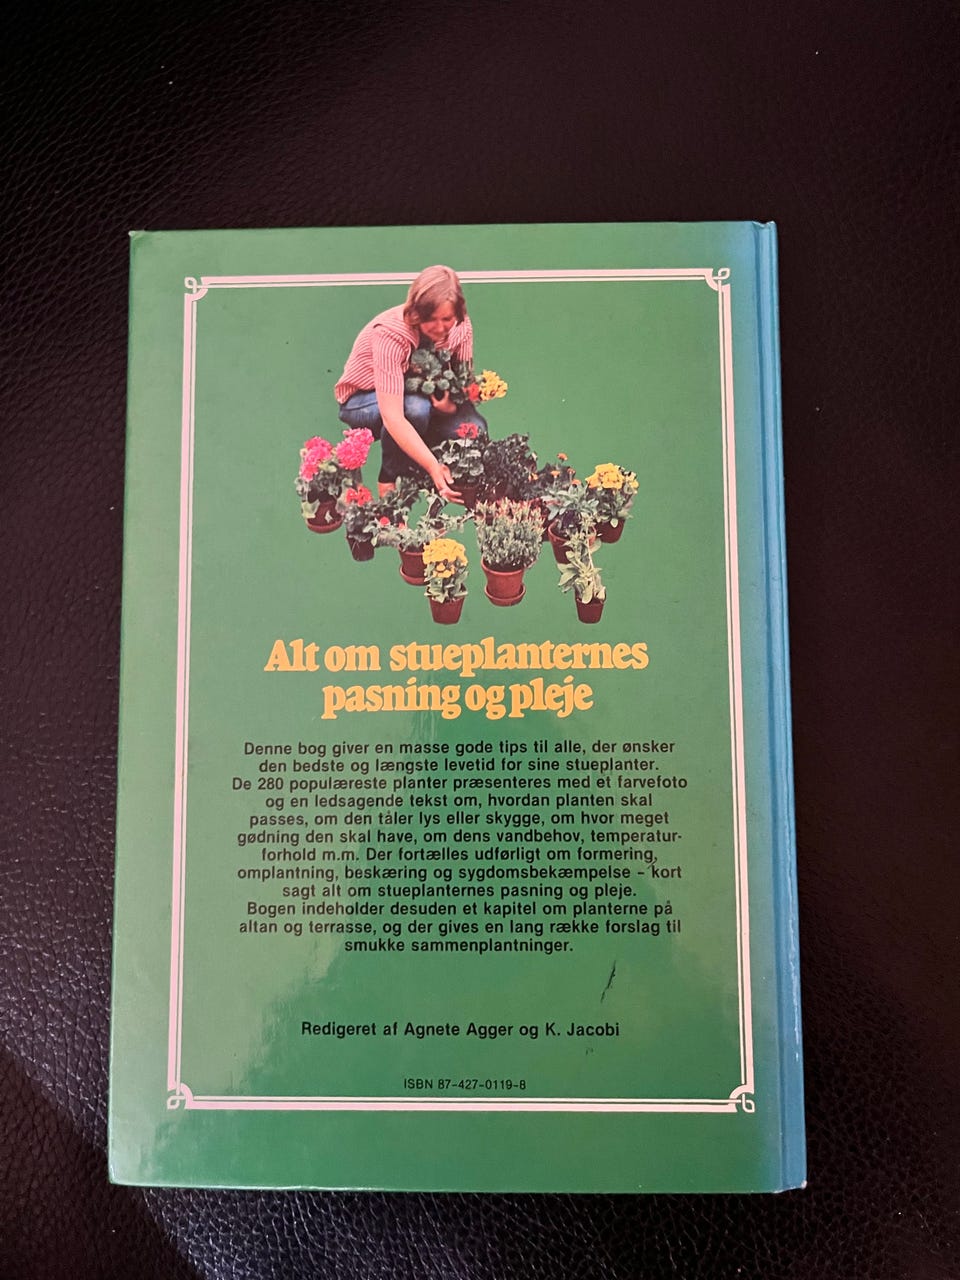 Alt om stueplanternes
pasning og pleje
Denne bog giver en masse gode tips til alle, der ønsker
den bedste og længste levetid for sine stueplanter.
De 280 populæreste planter præsenteres med et farvefoto
og en ledsagende tekst om, hvordan planten skal
passes, om den tåler lys eller skygge, om hvor meget
gødning den skal have, om dens vandbehov, temperatur-
forhold m.m. Der fortælles udførligt om formering,
omplantning, beskæring og sygdomsbekæmpelse – kort
sagt alt om stueplanternes pasning og pleje.
Bogen indeholder desuden et kapitel om planterne på
altan og terrasse, og der gives en lang række forslag til
smukke sammenplantninger.
Redigeret af Agnete Agger og K. Jacobi
ISBN 87-427-0119-8